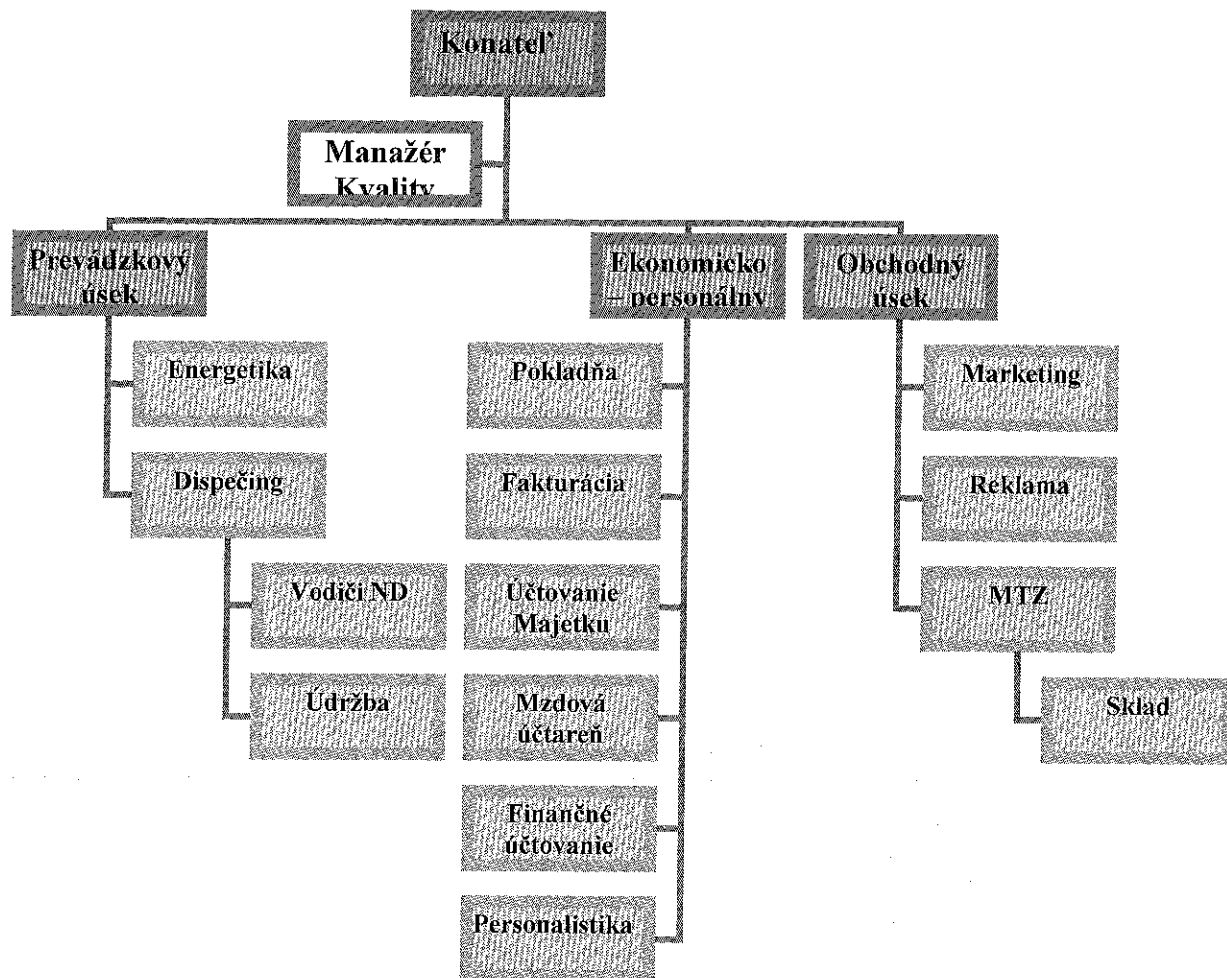 Konateľ
Manažér
Kvality
Prevádzkový
úsek
Ekonomicko
– personálny
Obchodný
úsek
Energetika
Pokladňa
Marketing
Dispečing
Fakturácia
Reklama
Vodiči ND
Účtovanie
Majetku
MTZ
Údržba
Mzdová
účtareň
Sklad
Finančné
účtovanie
Personalistika